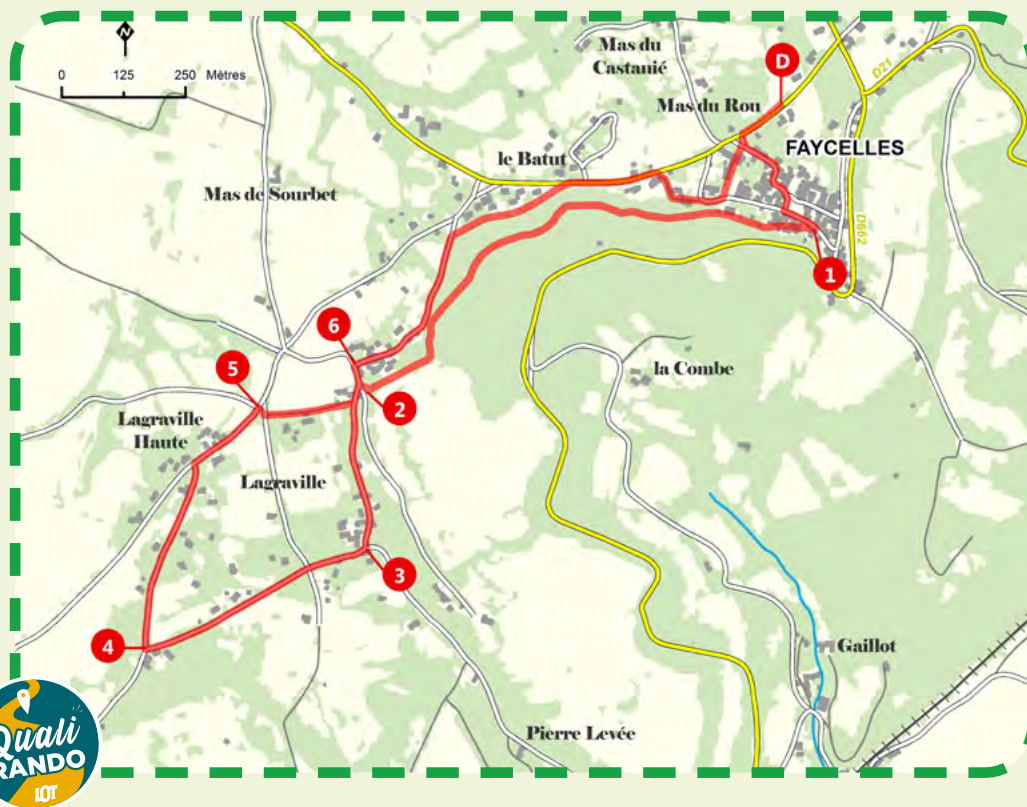 0 125 250 Mètres
Mas du
Castanié
D
D21
Mas du Rou
FAYCELLES
le Batut
Mas de Sourbet
D662
1
6
5
la Combe
2
Lagraville
Haute
Lagraville
3
4
Gaillot
Pierre Levée
Quali
RANDO
LOT